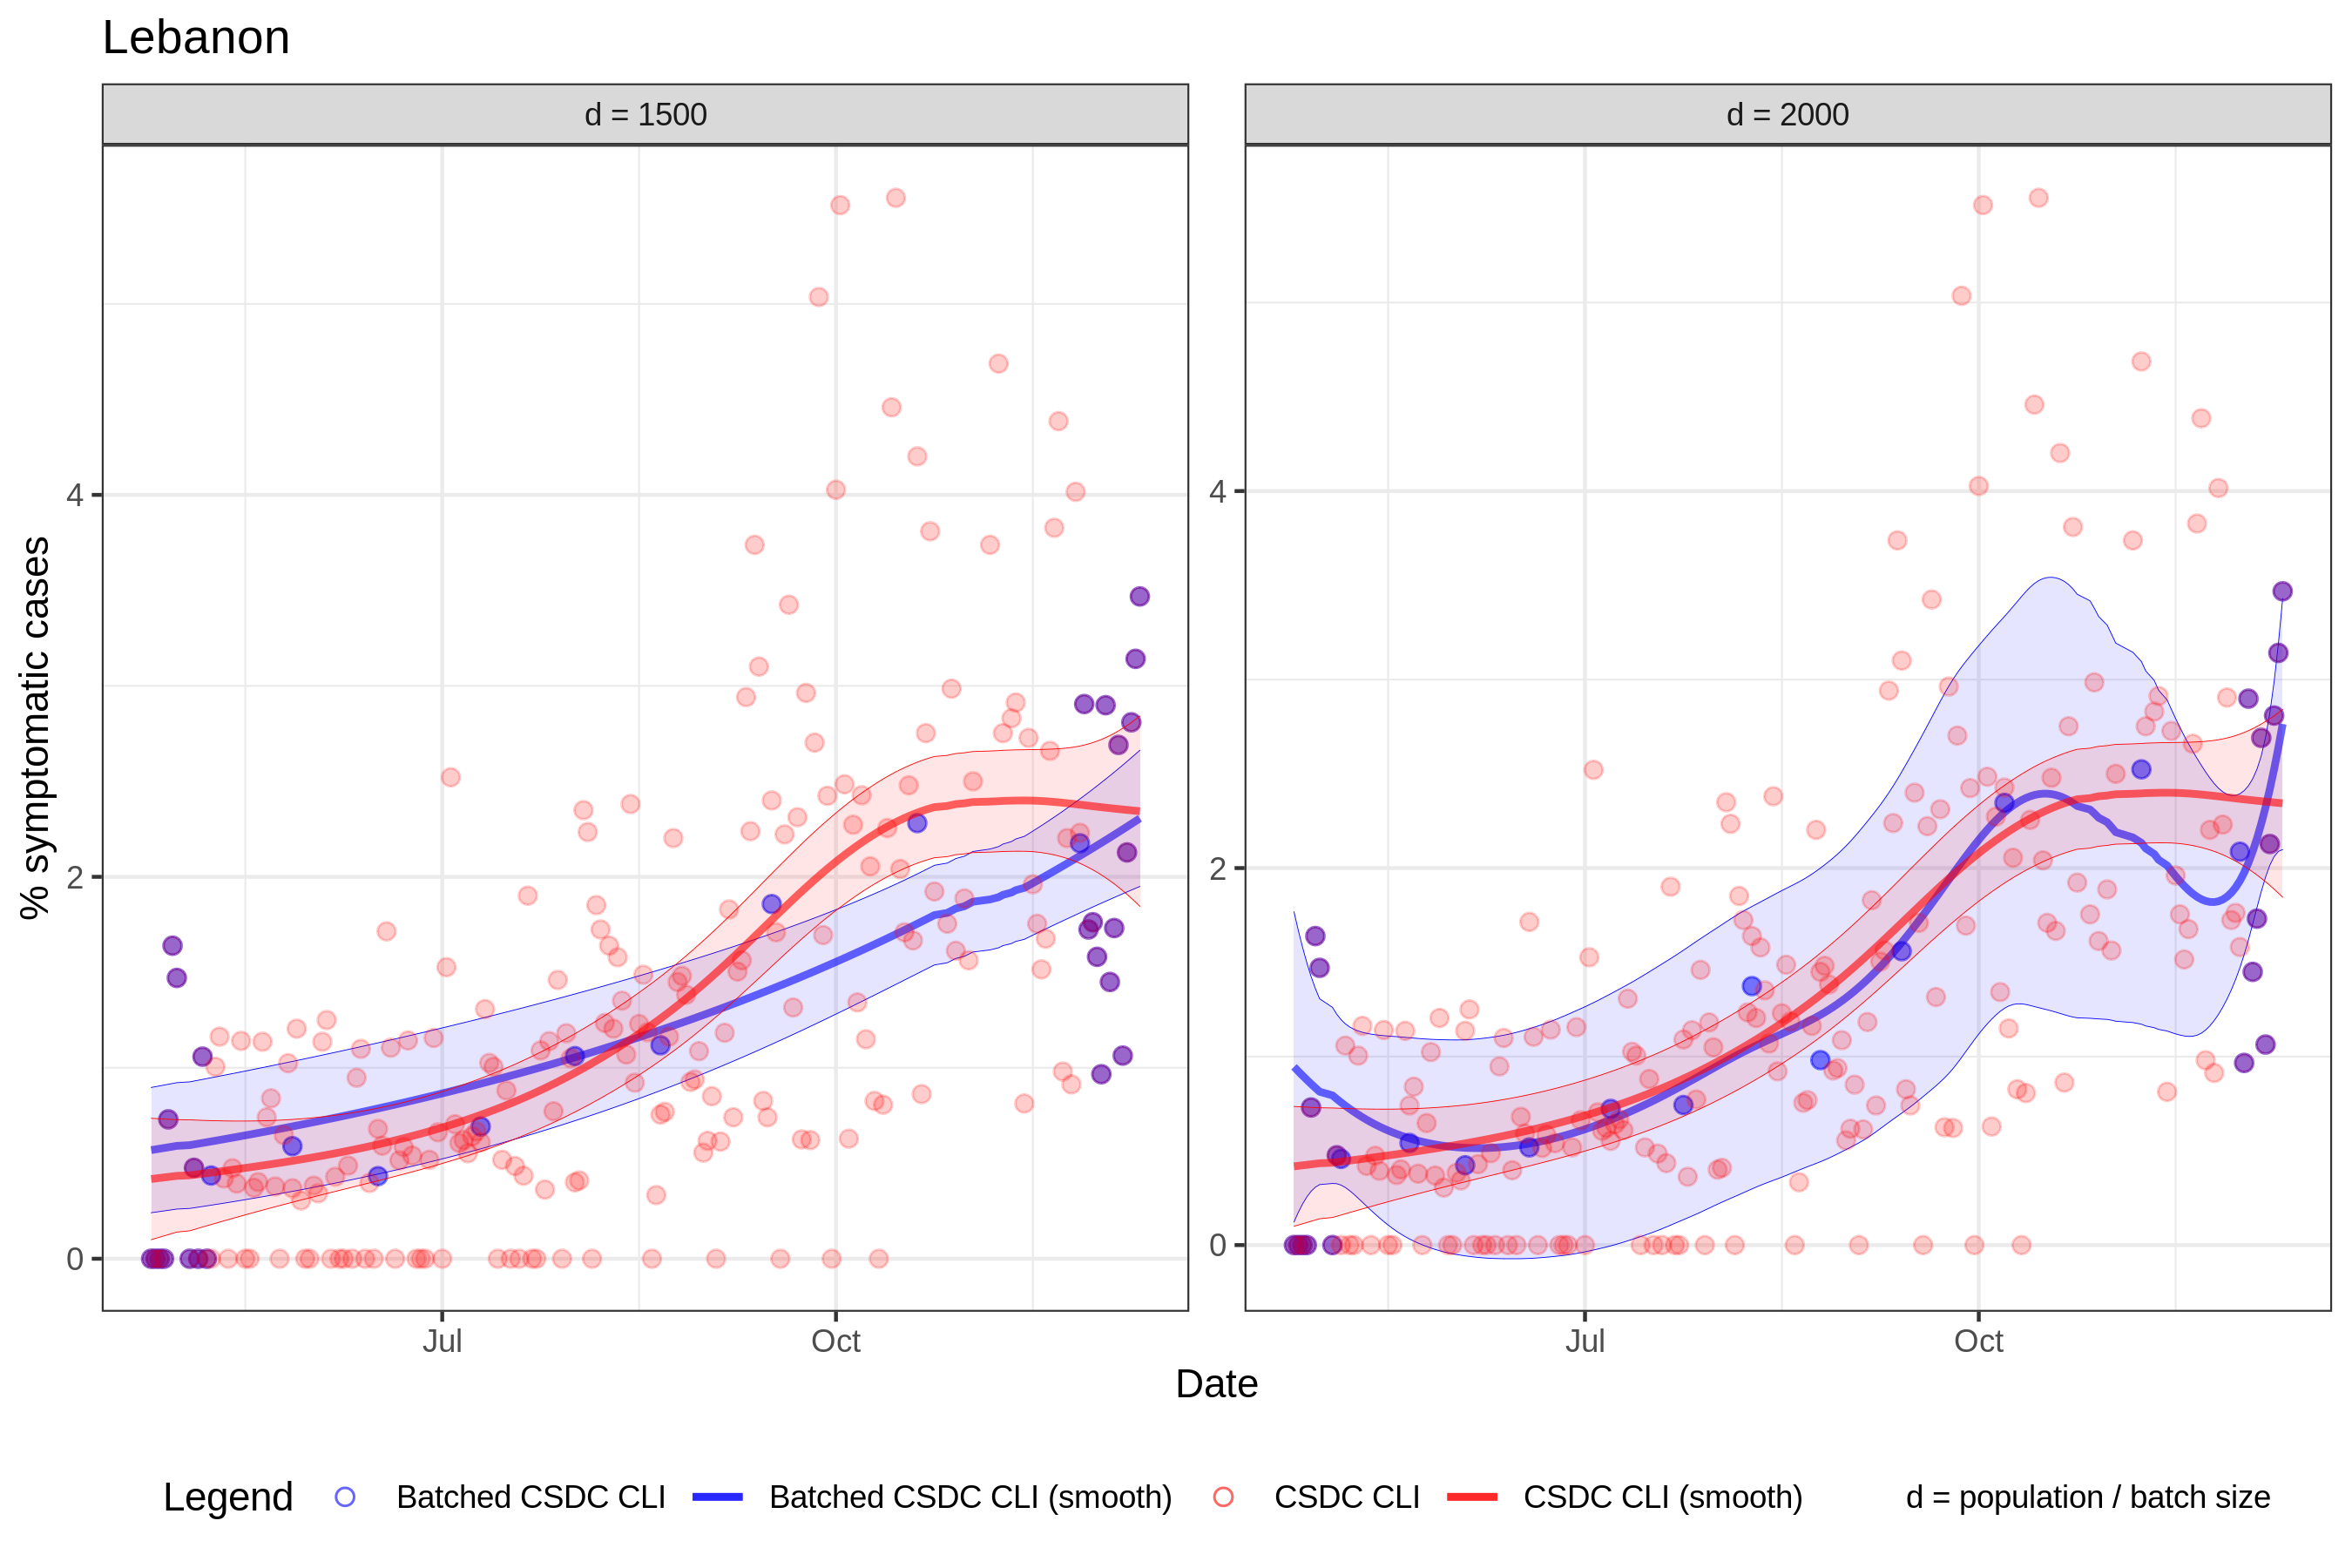 Lebanon
d = 1500
d = 2000
% symptomatic cases
4
2
0
4
2
0
Jul
Oct
Jul
Oct
Date
Legend
Batched CSDC CLI
Batched CSDC CLI (smooth)
CSDC CLI
CSDC CLI (smooth)
d = population / batch size